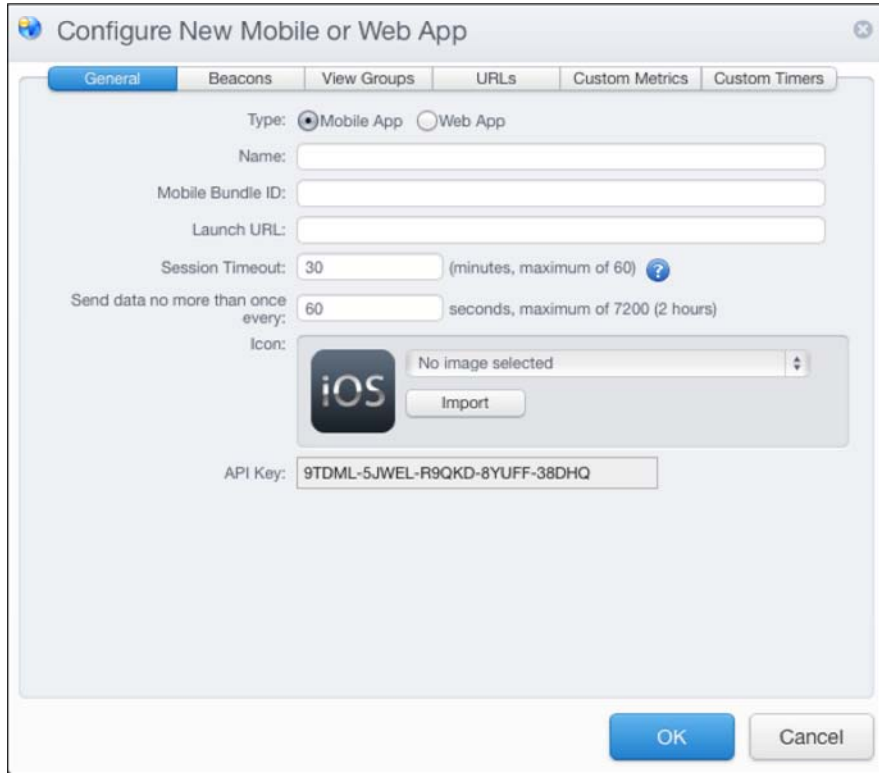 Configure New Mobile or Web App
General Beacons View Groups URLs Custom Metrics Custom Timers
Type: Mobile App Web App
Name:
Mobile Bundle ID:
Launch URL:
Session Timeout: 30 (minutes, maximum of 60) ?
Send data no more than once
every: 60 seconds, maximum of 7200 (2 hours)
Icon:
iOS
No image selected
Import
API Key: 9TDML-5JWEL-R9QKD-8YUFF-38DHQ
OK Cancel